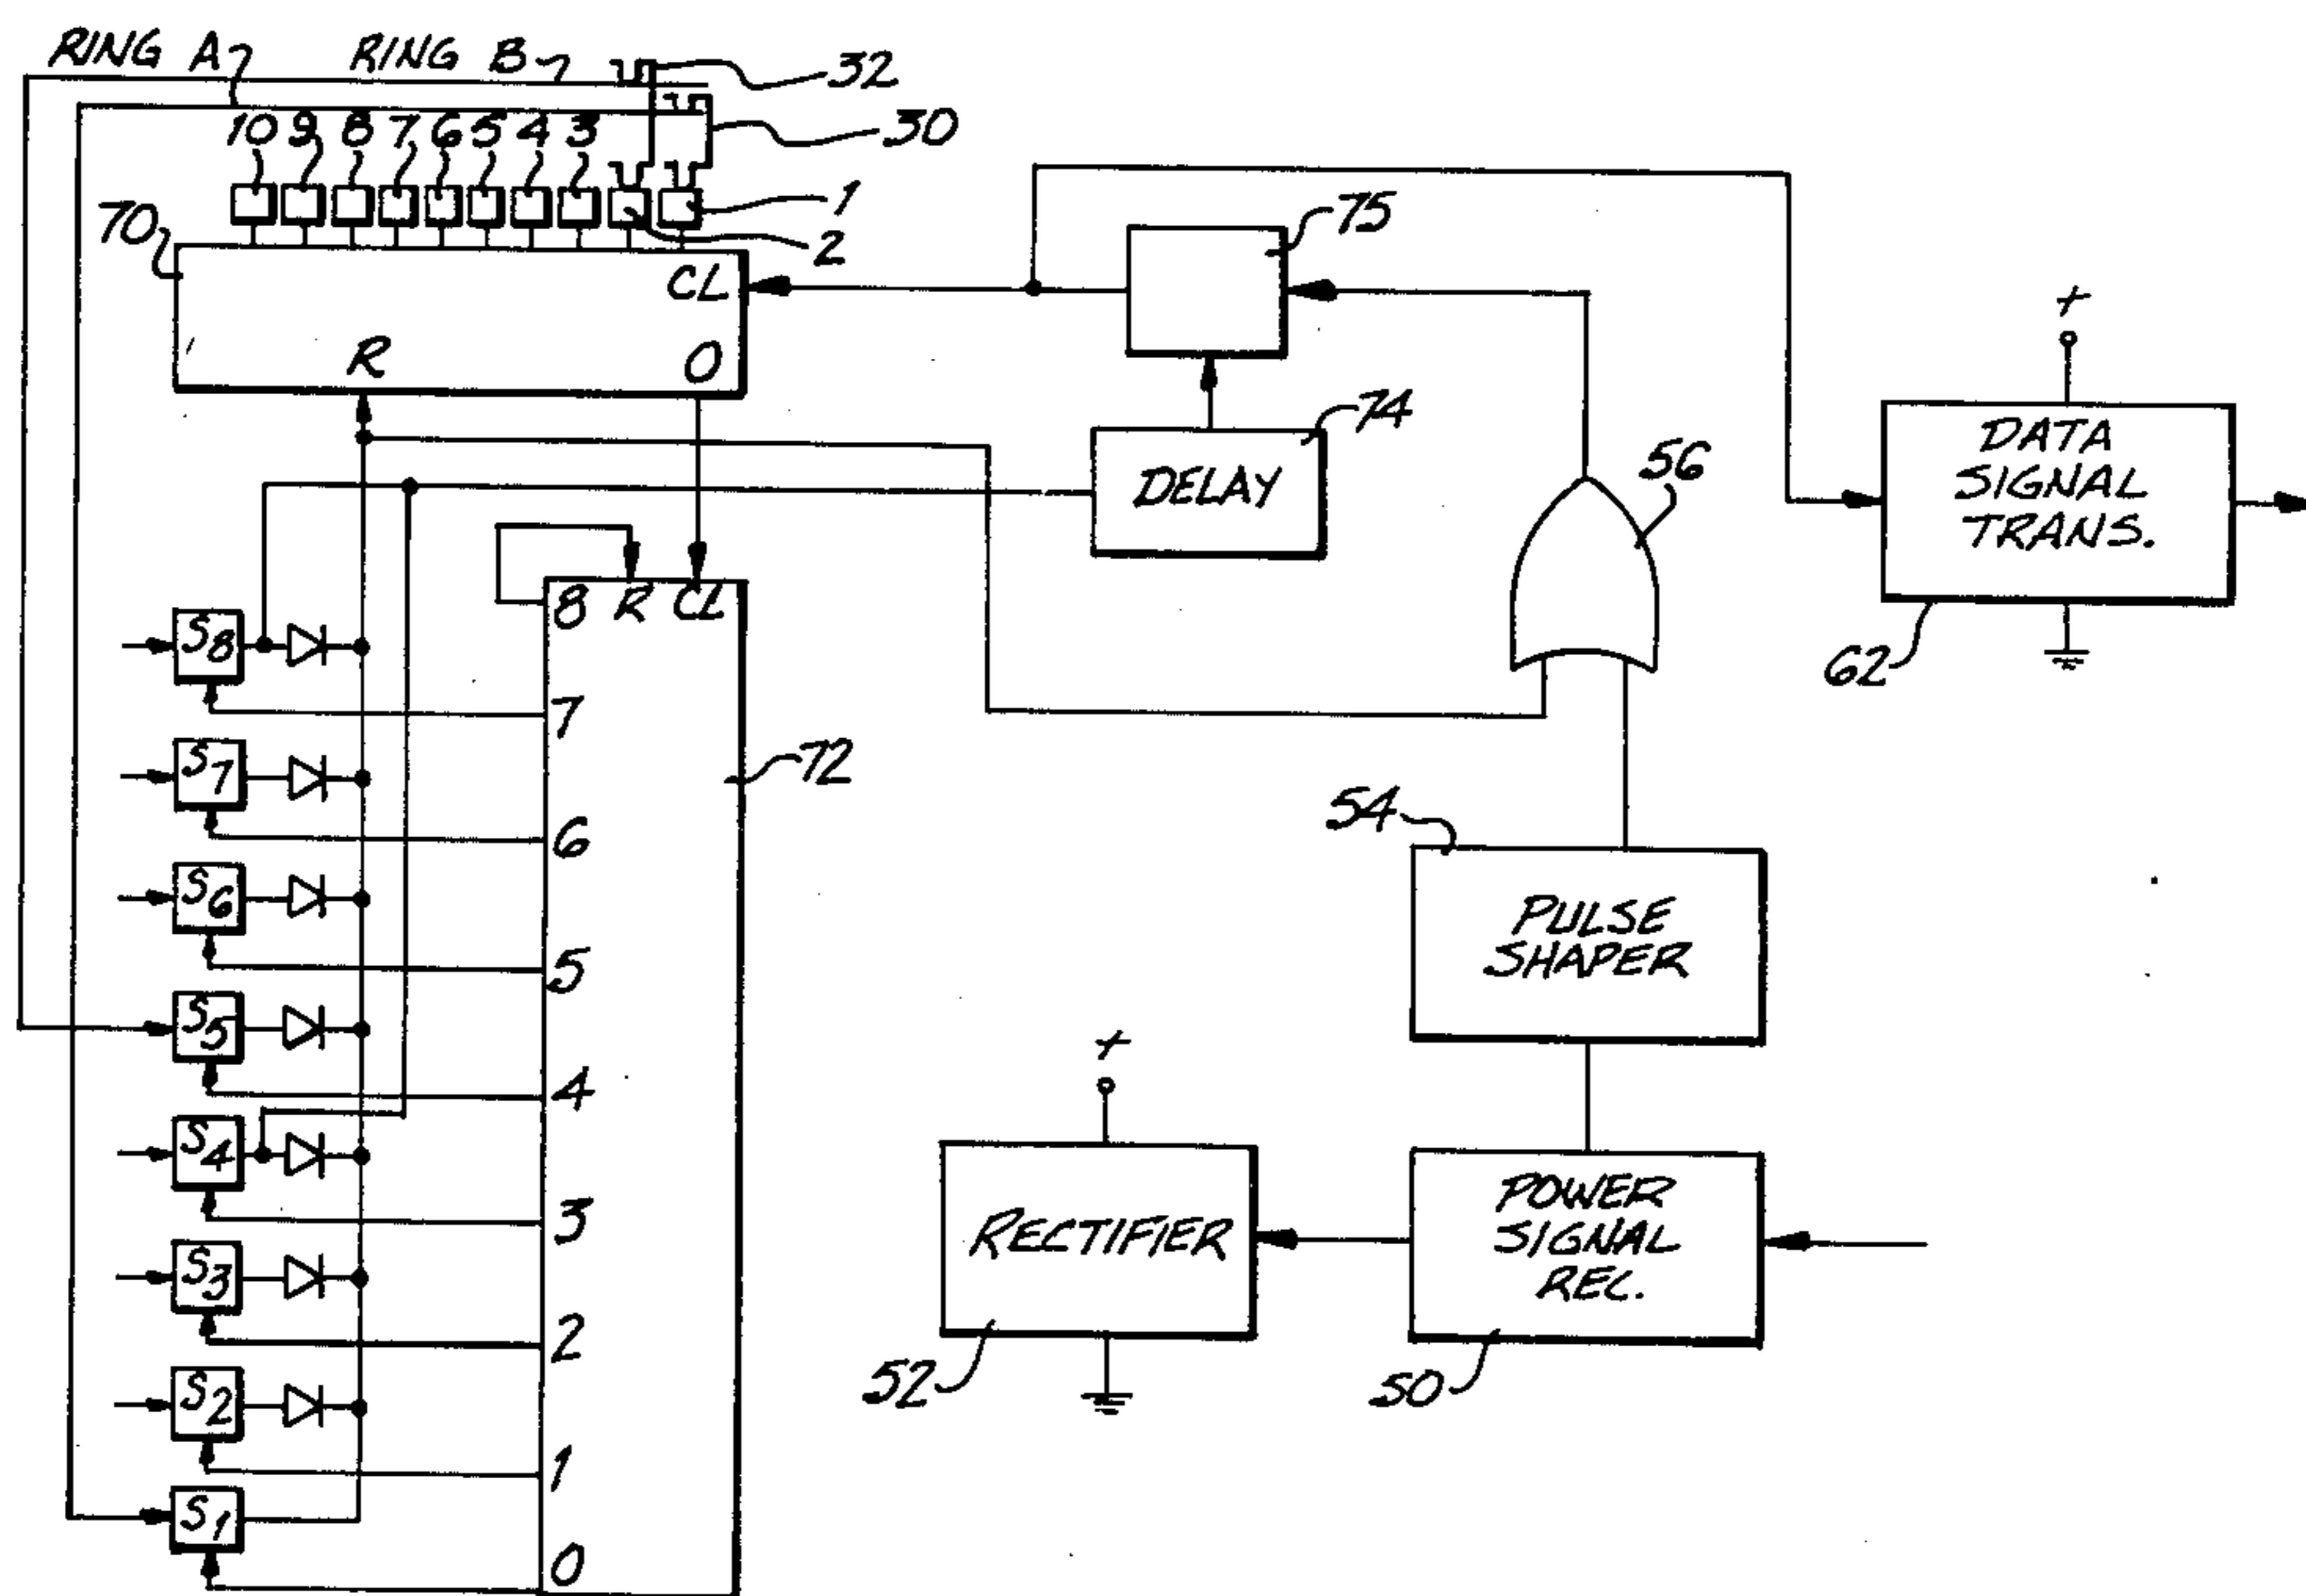 RING A
RING B
32
30
10 9 8 7 6 5 4 3
1
2
70
CL
R
O
75
74
DELAY
56
+
DATA
SIGNAL
TRANS.
62
8 R CL
S8
7
S7
6
S6
5
S5
4
S4
3
S3
2
S2
1
S1
0
72
54
PULSE
SHAPER
+
RECTIFIER
52
POWER
SIGNAL
REC.
50